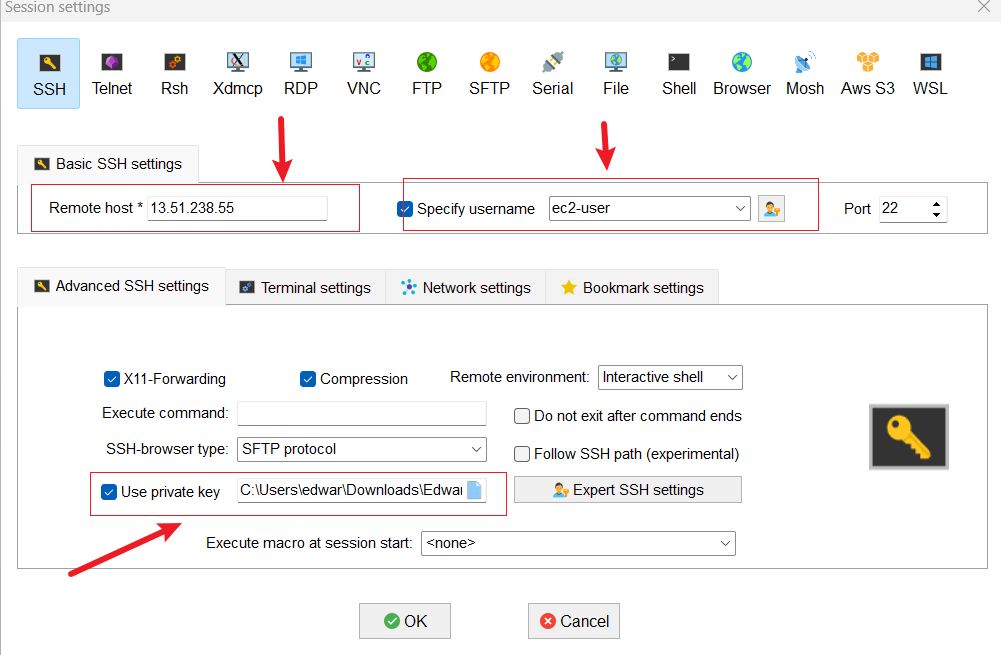 Session settings
SSH Telnet Rsh Xdmcp RDP VNC FTP SFTP Serial File Shell Browser Mosh Aws S3 WSL
Basic SSH settings
Remote host * 13.51.238.55 Specify username ec2-user Port 22
Advanced SSH settings Terminal settings Network settings Bookmark settings
X11-Forwarding Compression Remote environment: Interactive shell
Execute command: Do not exit after command ends
SSH-browser type: SFTP protocol Follow SSH path (experimental)
Use private key C:\Users\edwar\Downloads\Edwar Expert SSH settings
Execute macro at session start: <none>
OK Cancel